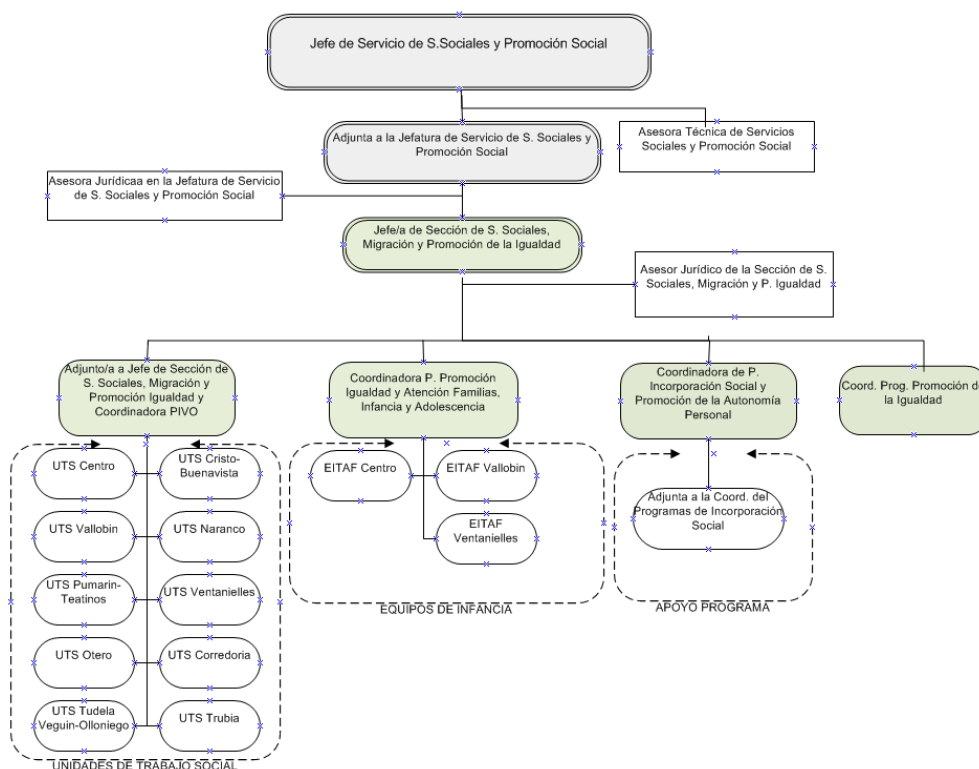 Jefe de Servicio de S.Sociales y Promoción Social
Adjunta a la Jefatura de Servicio de S. Sociales y
Promoción Social
Asesora Técnica de Servicios
Sociales y Promoción Social
Asesora Jurídicaa en la Jefatura de Servicio
de S. Sociales y Promoción Social
Jefe/a de Sección de S. Sociales,
Migración y Promoción de la Igualdad
Asesor Jurídico de la Sección de S.
Sociales, Migración y P. Igualdad
Adjunto/a a Jefe de Sección de
S. Sociales, Migración y
Promoción Igualdad y
Coordinadora PIVO
Coordinadora P. Promoción
Igualdad y Atención Familias,
Infancia y Adolescencia
Coordinadora de P.
Incorporación Social y
Promoción de la Autonomía
Personal
Coord. Prog. Promoción de
la Igualdad
UTS Centro
UTS Cristo-
Buenavista
UTS Vallobin
UTS Naranco
UTS Pumarin-
Teatinos
UTS Ventanielles
UTS Otero
UTS Corredoria
UTS Tudela
Veguin-Olloniego
UTS Trubia
UNIDADES DE TRABAJO SOCIAL
EITAF Centro
EITAF Vallobin
EITAF
Ventanielles
EQUIPOS DE INFANCIA
Adjunta a la Coord. del
Programas de Incorporación
Social
APOYO PROGRAMA